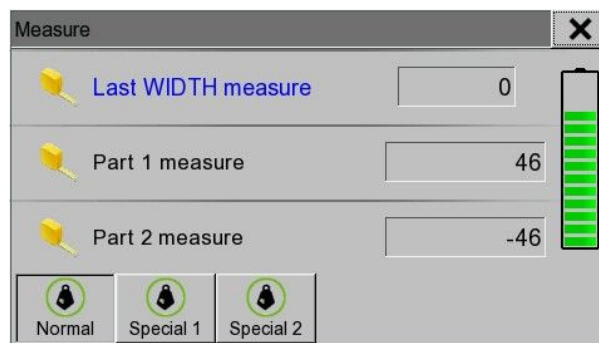 Measure
Last WIDTH measure 0
Part 1 measure 46
Part 2 measure -46
Normal Special 1 Special 2